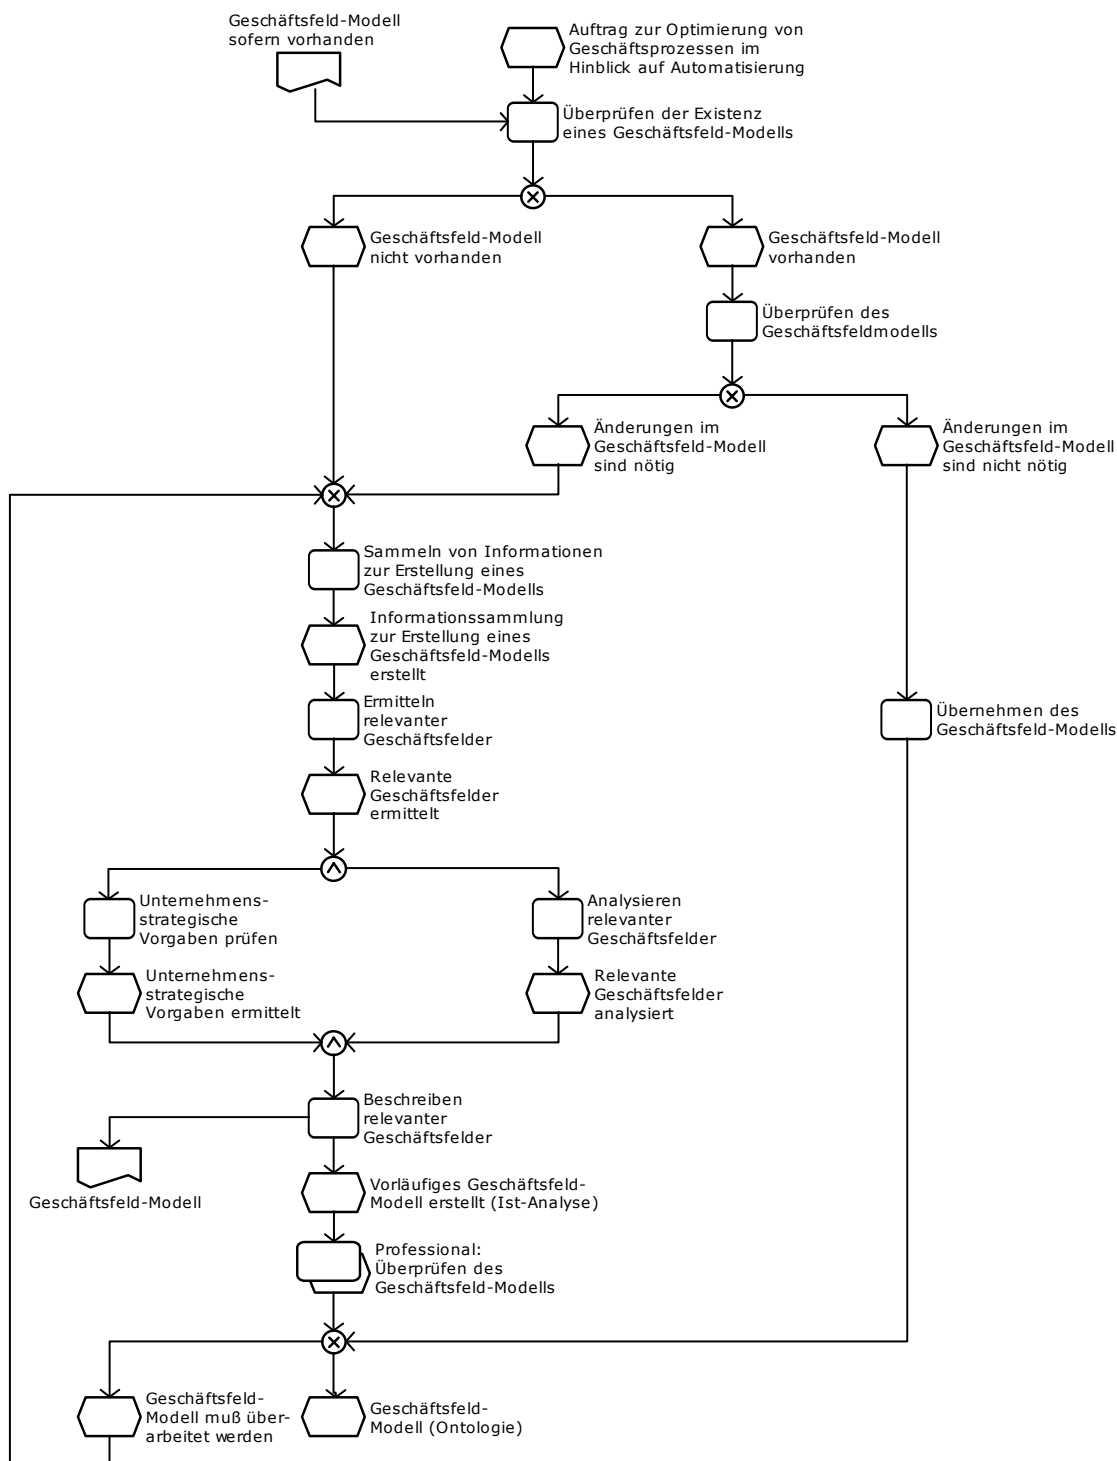 Geschäftsfeld-Modell
sofern vorhanden
Auftrag zur Optimierung von
Geschäftsprozessen im
Hinblick auf Automatisierung
Überprüfen der Existenz
eines Geschäftsfeld-Modells
Geschäftsfeld-Modell
nicht vorhanden
Geschäftsfeld-Modell
vorhanden
Überprüfen des
Geschäftsfeldmodells
Änderungen im
Geschäftsfeld-Modell
sind nötig
Änderungen im
Geschäftsfeld-Modell
sind nicht nötig
Sammeln von Informationen
zur Erstellung eines
Geschäftsfeld-Modells
Informationssammlung
zur Erstellung eines
Geschäftsfeld-Modells
erstellt
Ermitteln
relevanter
Geschäftsfelder
Übernehmen des
Geschäftsfeld-Modells
Relevante
Geschäftsfelder
ermittelt
Unternehmens-
strategische
Vorgaben prüfen
Analysieren
relevanter
Geschäftsfelder
Unternehmens-
strategische
Vorgaben ermittelt
Relevante
Geschäftsfelder
analysiert
Beschreiben
relevanter
Geschäftsfelder
Geschäftsfeld-Modell
Vorläufiges Geschäftsfeld-
Modell erstellt (Ist-Analyse)
Professional:
Überprüfen des
Geschäftsfeld-Modells
Geschäftsfeld-
Modell muß über-
arbeitet werden
Geschäftsfeld-
Modell (Ontologie)